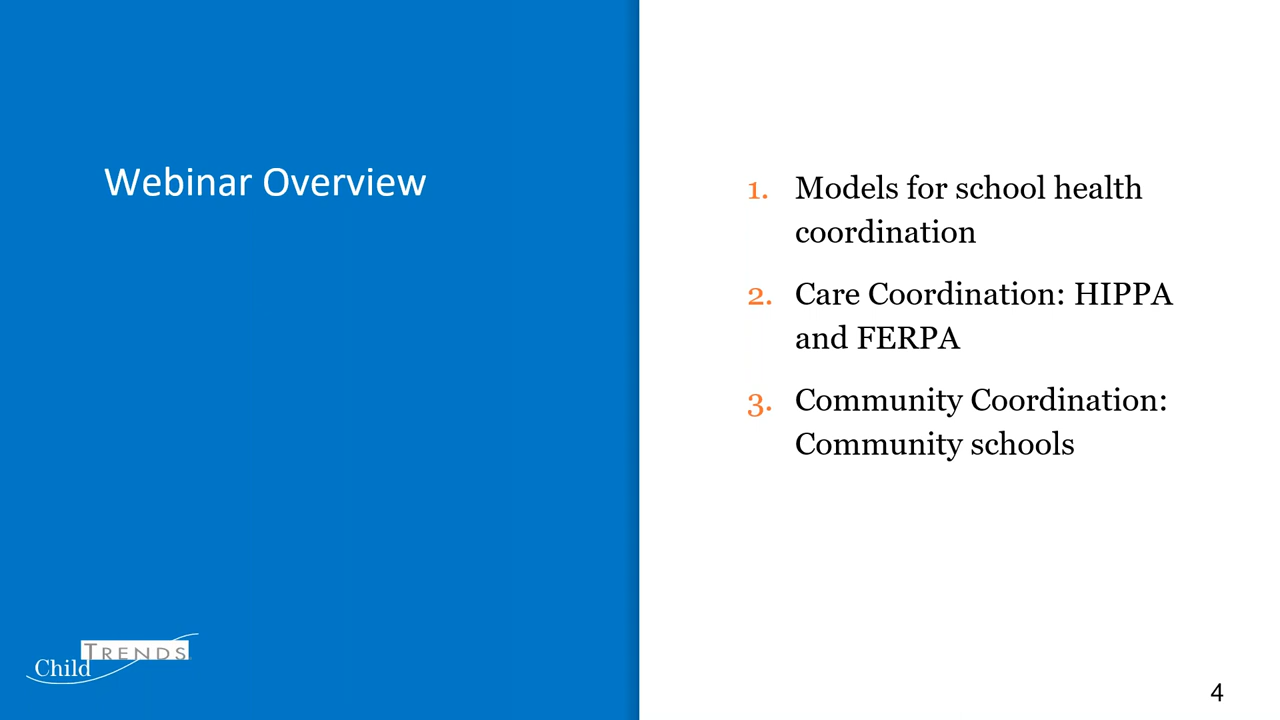 Webinar Overview
1. Models for school health
coordination
2. Care Coordination: HIPPA
and FERPA
3. Community Coordination:
Community schools
TRENDS
Child
4